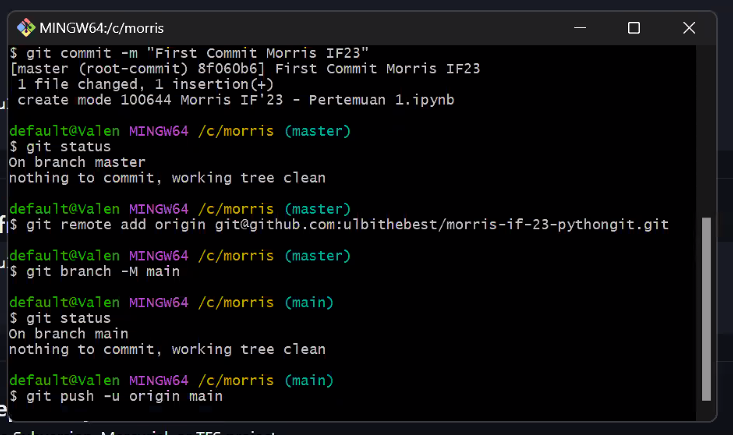 MINGW64:/c/morris
$ git commit -m "First Commit Morris IF23"
[master (root-commit) 8f060b6] First Commit Morris IF23
 1 file changed, 1 insertion(+)
 create mode 100644 Morris IF'23 - Pertemuan 1.ipynb
default@Valen MINGW64 /c/morris (master)
$ git status
On branch master
nothing to commit, working tree clean
default@Valen MINGW64 /c/morris (master)
$ git remote add origin git@github.com:ulbithebest/morris-if-23-pythongit.git
default@Valen MINGW64 /c/morris (master)
$ git branch -M main
default@Valen MINGW64 /c/morris (main)
$ git status
On branch main
nothing to commit, working tree clean
default@Valen MINGW64 /c/morris (main)
$ git push -u origin main